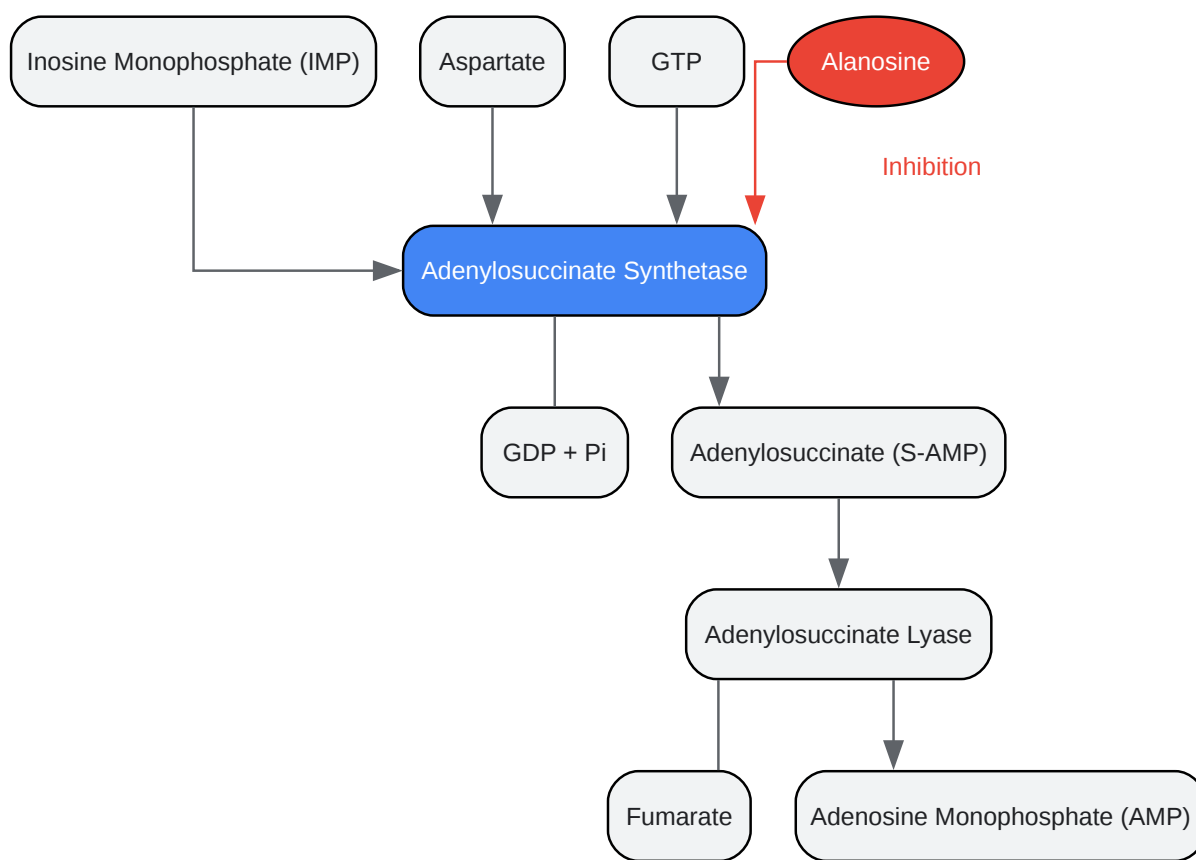 Inosine Monophosphate (IMP)
Aspartate
GTP
Alanosine
Inhibition
Adenylosuccinate Synthetase
GDP + Pi
Adenylosuccinate (S-AMP)
Adenylosuccinate Lyase
Fumarate
Adenosine Monophosphate (AMP)